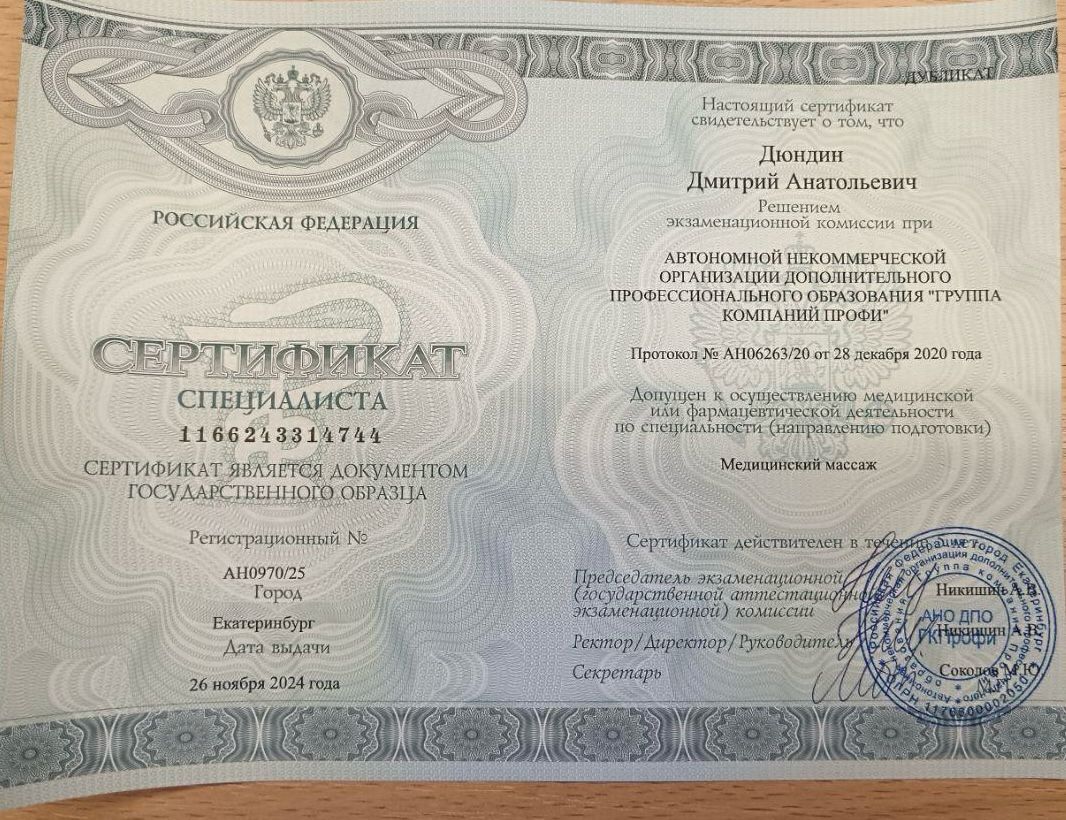 РОССИЙСКАЯ ФЕДЕРАЦИЯ
СЕРТИФИКАТ
СПЕЦИАЛИСТА
1166243314744
СЕРТИФИКАТ ЯВЛЯЕТСЯ ДОКУМЕНТОМ
ГОСУДАРСТВЕННОГО ОБРАЗЦА
Регистрационный №
АН0970/25
Город
Екатеринбург
Дата выдачи
26 ноября 2024 года
ДУБЛИКАТ
Настоящий сертификат
свидетельствует о том, что
Дюндин
Дмитрий Анатольевич
Решением
экзаменационной комиссии при
АВТОНОМНОЙ НЕКОММЕРЧЕСКОЙ
ОРГАНИЗАЦИИ ДОПОЛНИТЕЛЬНОГО
ПРОФЕССИОНАЛЬНОГО ОБРАЗОВАНИЯ "ГРУППА
КОМПАНИЙ ПРОФИ"
Протокол № АН06263/20 от 28 декабря 2020 года
Допущен к осуществлению медицинской
или фармацевтической деятельности
по специальности (направлению подготовки)
Медицинский массаж
Сертификат действителен в течение
Председатель экзаменационной
(государственной аттестационной
экзаменационной) комиссии
Никишин
Ректор/Директор/Руководитель
Никишин А.В.
Секретарь
Соколов М.Ю.
АНО ДПО
ГК Профи